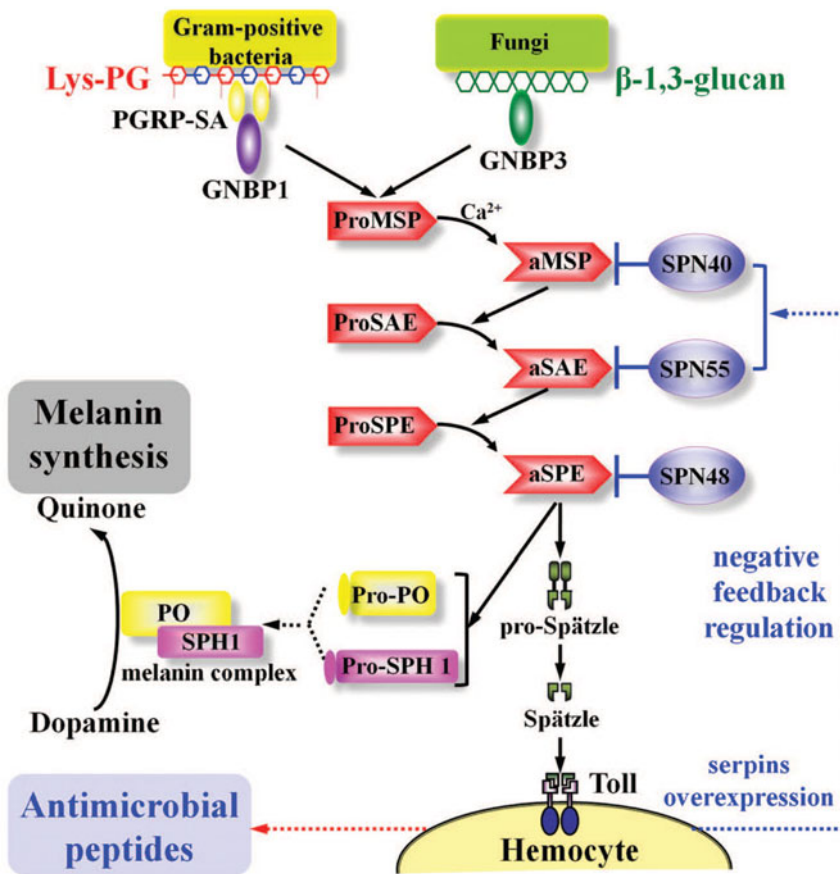 Gram-positive
bacteria
Fungi
Lys-PG
β-1,3-glucan
PGRP-SA
GNBP1
GNBP3
ProMSP
Ca²⁺
aMSP
SPN40
ProSAE
aSAE
SPN55
ProSPE
aSPE
SPN48
Melanin
synthesis
Quinone
PO
SPH1
melanin complex
Dopamine
Pro-PO
Pro-SPH 1
pro-Spätzle
Spätzle
negative
feedback
regulation
Toll
serpins
overexpression
Antimicrobial
peptides
Hemocyte